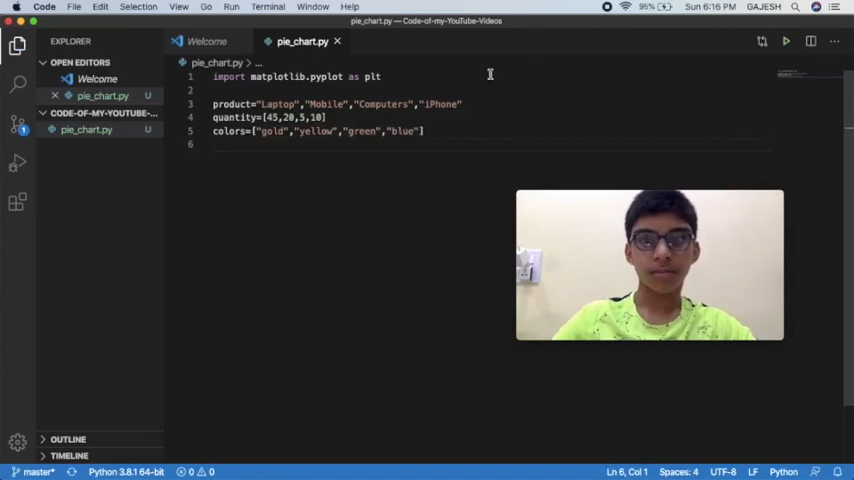 Code File Edit Selection View Go Run Terminal Window Help 95% Sun 6:16 PM GAJESH
pie_chart.py — Code-of-my-YouTube-Videos
EXPLORER
Welcome
pie_chart.py
OPEN EDITORS
Welcome
pie_chart.py U
CODE-OF-MY-YOUTUBE-...
pie_chart.py U
1
pie_chart.py > ...
1 import matplotlib.pyplot as plt
2
3 product="Laptop","Mobile","Computers","iPhone"
4 quantity=[45,20,5,10]
5 colors=["gold","yellow","green","blue"]
6
OUTLINE
TIMELINE
master* Python 3.8.1 64-bit 0 0 Ln 6, Col 1 Spaces: 4 UTF-8 LF Python